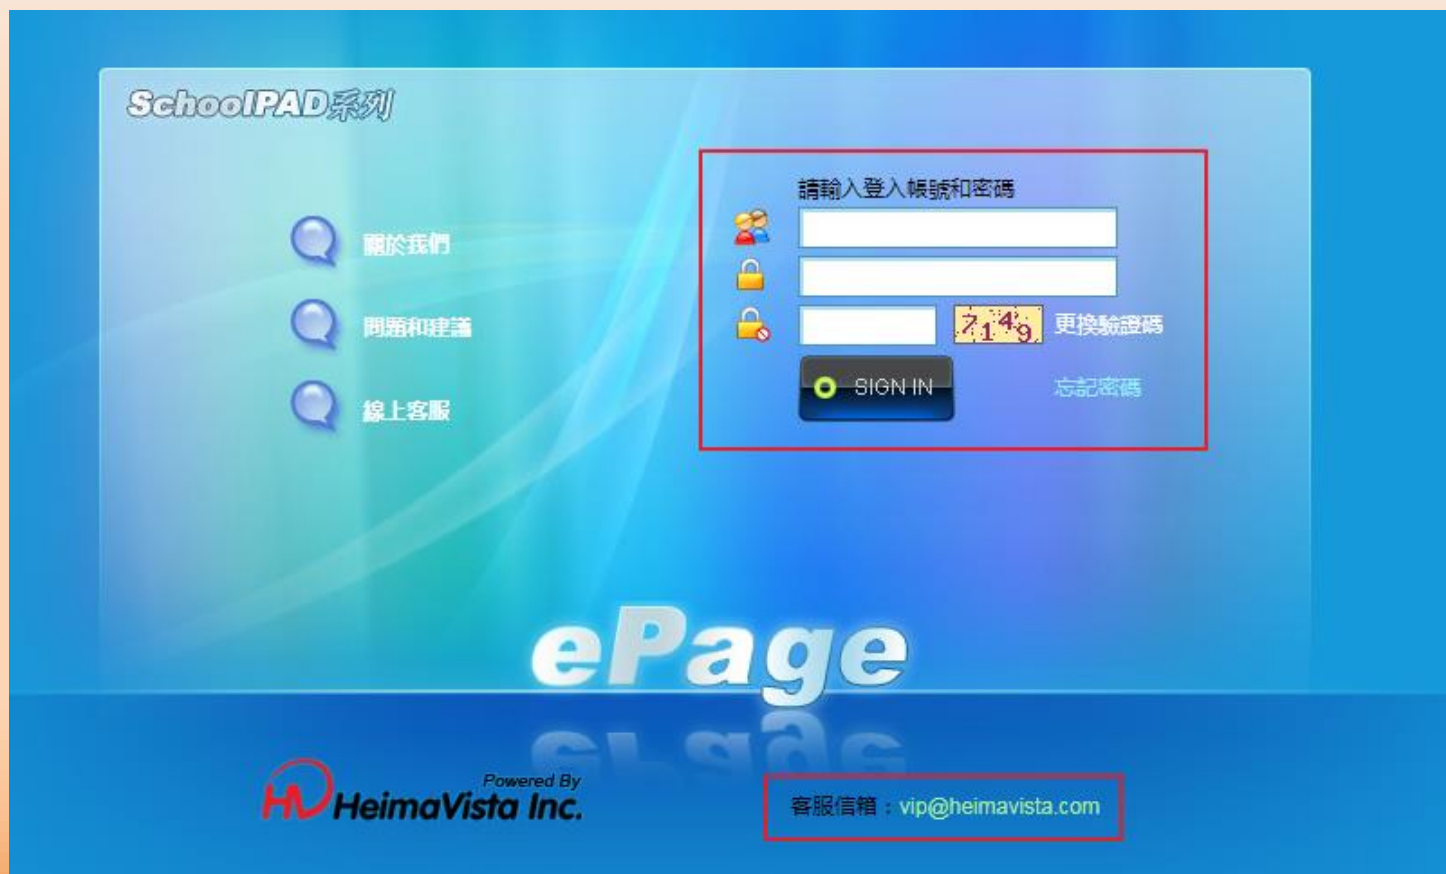 SchoolPAD系列
請輸入登入帳號和密碼
關於我們
問題和建議
7149 更換驗證碼
SIGN IN 忘記密碼
線上客服
ePage
Powered By
HeimaVista Inc.
客服信箱：vip@heimavista.com